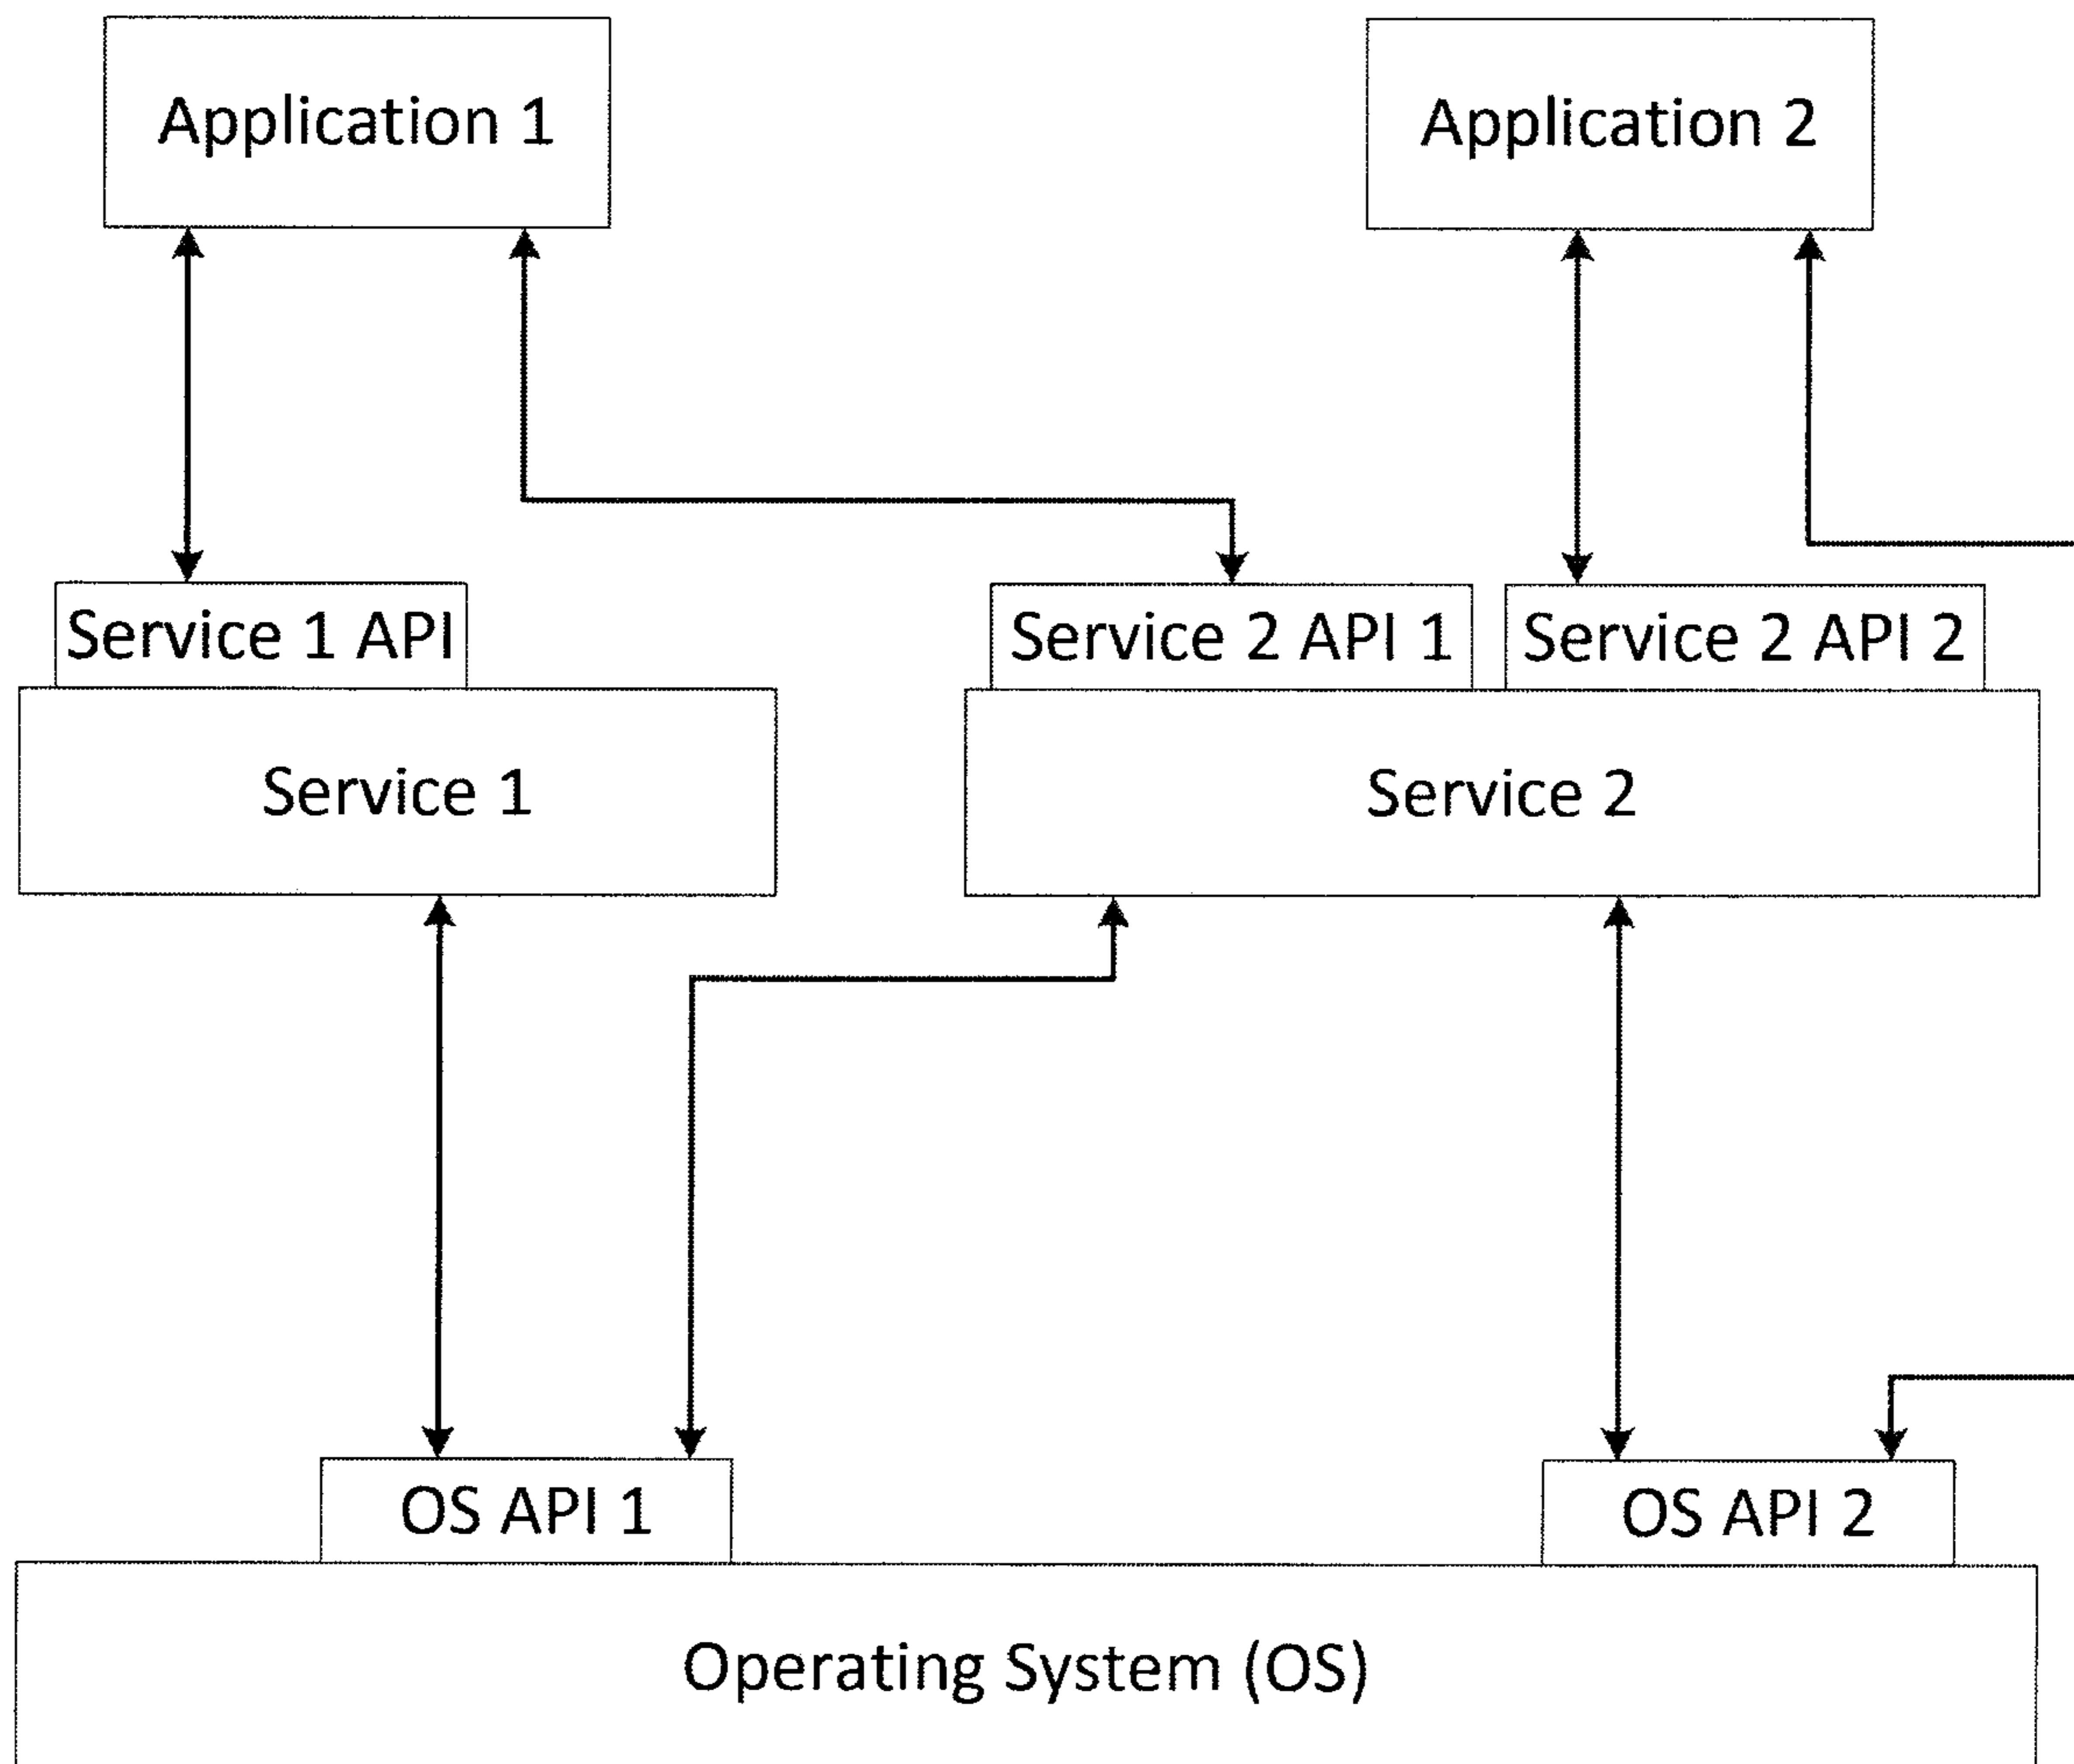 Application 1
Application 2
Service 1 API
Service 2 API 1
Service 2 API 2
Service 1
Service 2
OS API 1
OS API 2
Operating System (OS)